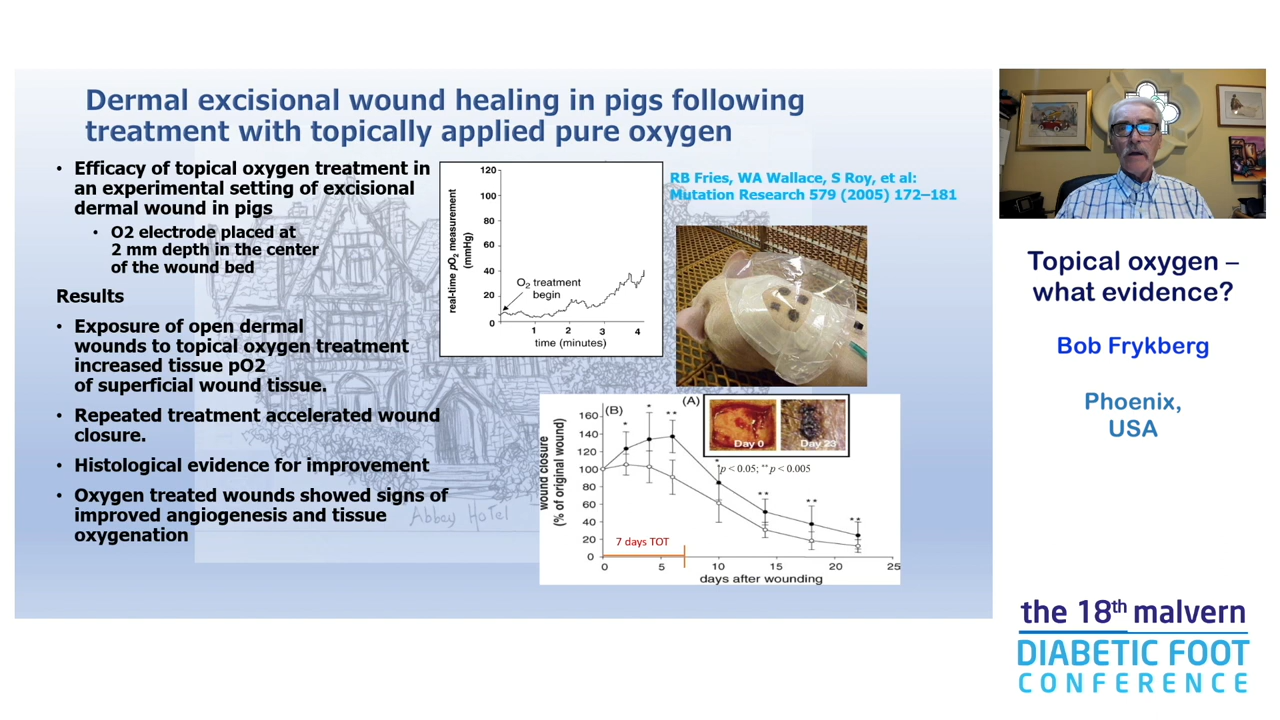 Dermal excisional wound healing in pigs following
treatment with topically applied pure oxygen
• Efficacy of topical oxygen treatment in
an experimental setting of excisional
dermal wound in pigs
• O2 electrode placed at
2 mm depth in the center
of the wound bed
Results
• Exposure of open dermal
wounds to topical oxygen treatment
increased tissue pO2
of superficial wound tissue.
• Repeated treatment accelerated wound
closure.
• Histological evidence for improvement
• Oxygen treated wounds showed signs of
improved angiogenesis and tissue
oxygenation
Abbey Hotel
real-time pO2 measurement
(mmHg)
120
100
80
60
40
20
0
O2 treatment
begin
1 2 3 4
time (minutes)
RB Fries, WA Wallace, S Roy, et al:
Mutation Research 579 (2005) 172–181
wound closure
(% of original wound)
160
140
120
100
80
60
40
20
0
(B)
* * **
(A)
Day 0 Day 23
*p < 0.05; **p < 0.005
** ** **
7 days TOT
0 5 10 15 20 25
days after wounding
Topical oxygen –
what evidence?
Bob Frykberg
Phoenix,
USA
the 18th malvern
DIABETIC FOOT
CONFERENCE